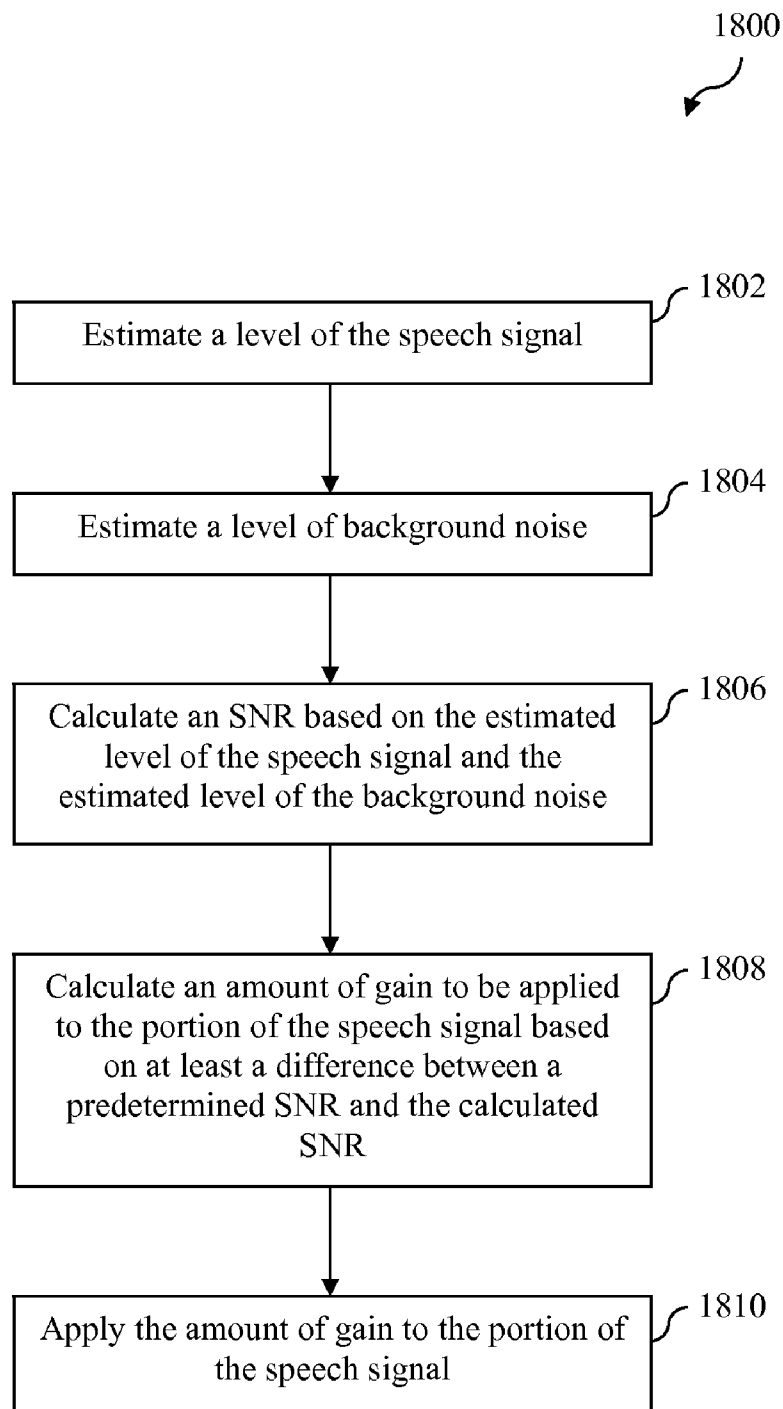 1800
1802
Estimate a level of the speech signal
1804
Estimate a level of background noise
1806
Calculate an SNR based on the estimated
level of the speech signal and the
estimated level of the background noise
1808
Calculate an amount of gain to be applied
to the portion of the speech signal based
on at least a difference between a
predetermined SNR and the calculated
SNR
1810
Apply the amount of gain to the portion of
the speech signal